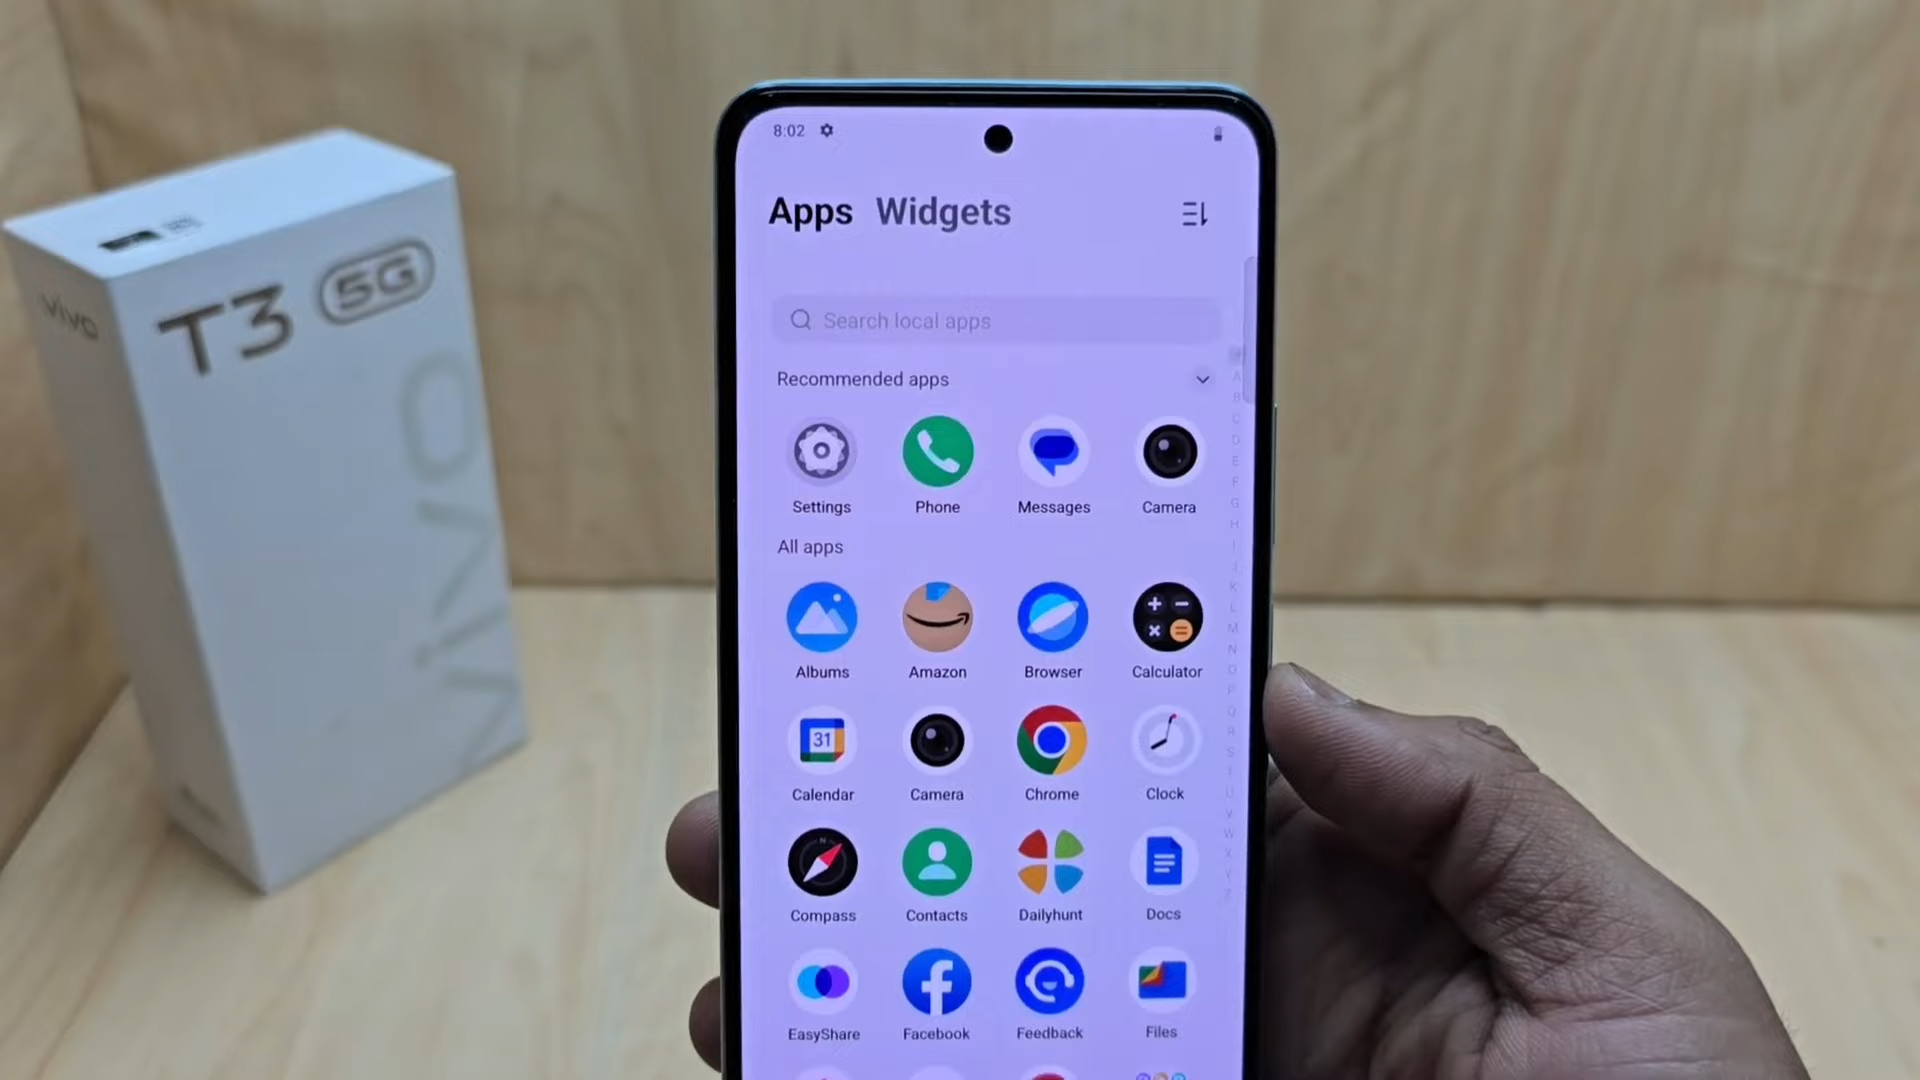 vivo
T3 5G
vivo
8:02
Apps Widgets
Search local apps
Recommended apps
Settings Phone Messages Camera
All apps
Albums Amazon Browser Calculator
31
Calendar Camera Chrome Clock
Compass Contacts Dailyhunt Docs
EasyShare Facebook Feedback Files